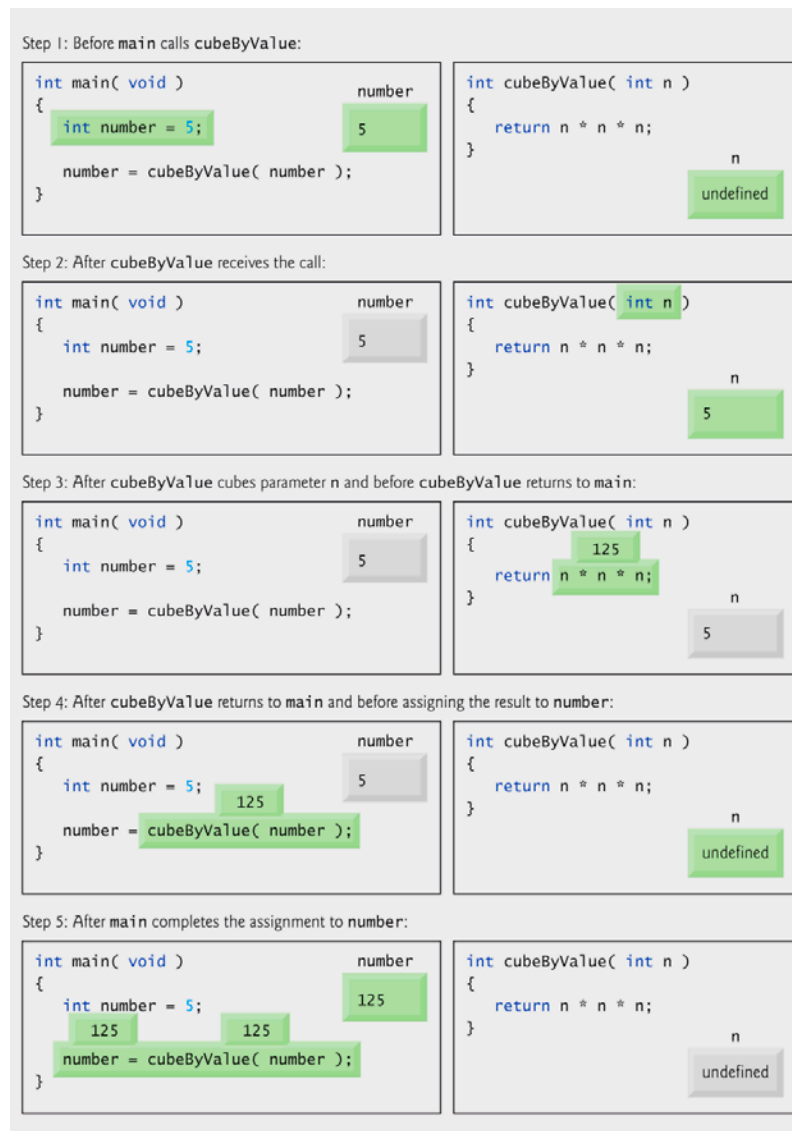 Step 1: Before main calls cubeByValue:
int main( void )
{
int number = 5;
number = cubeByValue( number );
}
number
5
int cubeByValue( int n )
{
return n * n * n;
}
n
undefined
Step 2: After cubeByValue receives the call:
int main( void )
{
int number = 5;
number = cubeByValue( number );
}
number
5
int cubeByValue( int n )
{
return n * n * n;
}
n
5
Step 3: After cubeByValue cubes parameter n and before cubeByValue returns to main:
int main( void )
{
int number = 5;
number = cubeByValue( number );
}
number
5
int cubeByValue( int n )
{
125
return n * n * n;
}
n
5
Step 4: After cubeByValue returns to main and before assigning the result to number:
int main( void )
{
int number = 5;
125
number = cubeByValue( number );
}
number
5
int cubeByValue( int n )
{
return n * n * n;
}
n
undefined
Step 5: After main completes the assignment to number:
int main( void )
{
int number = 5;
125 125
number = cubeByValue( number );
}
number
125
int cubeByValue( int n )
{
return n * n * n;
}
n
undefined